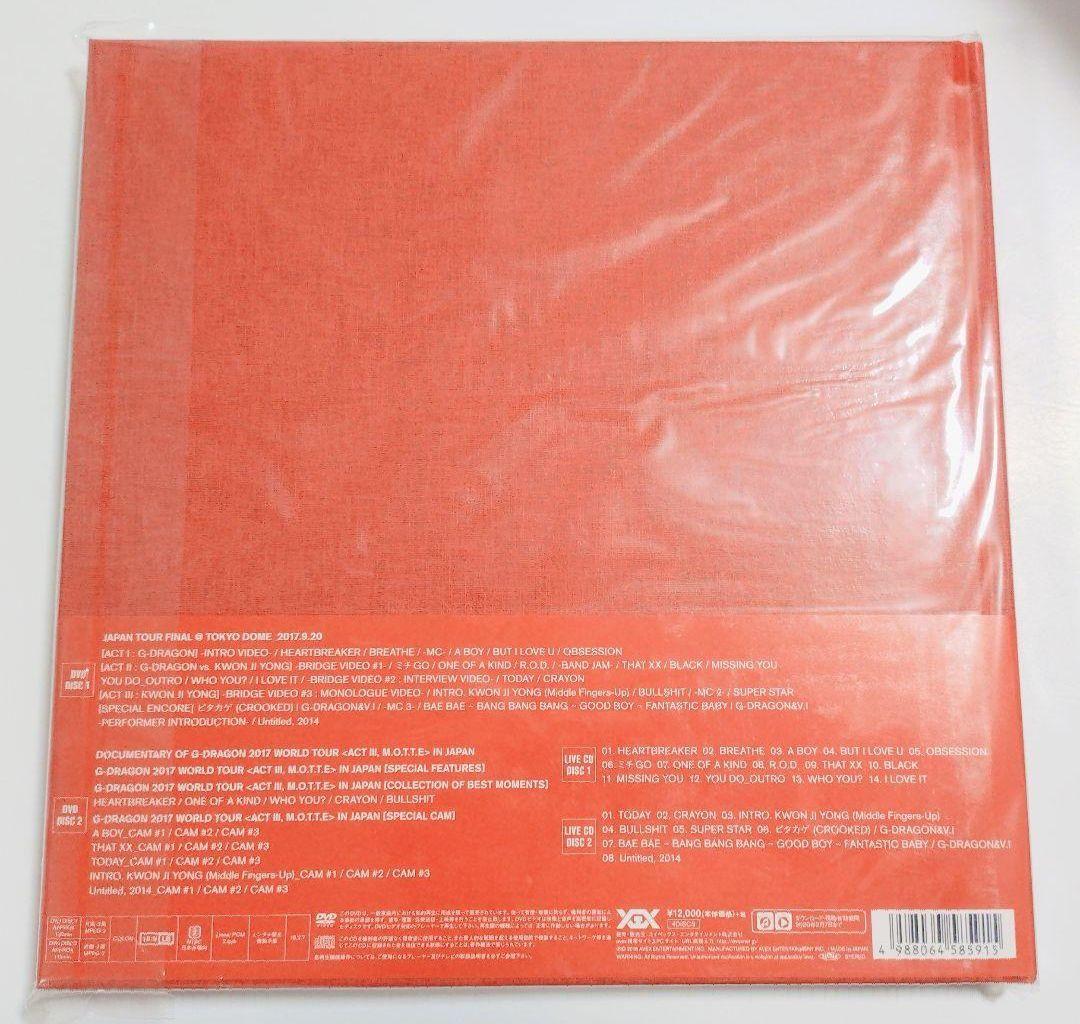 JAPAN TOUR FINAL @ TOKYO DOME 2017.9.20
DVD DISC 1
[ACT I : G-DRAGON] -INTRO VIDEO- / HEARTBREAKER / BREATHE / -MC- / A BOY / BUT I LOVE U / OBSESSION
[ACT II : G-DRAGON vs. KWON JI YONG] -BRIDGE VIDEO #1- / ミチGO / ONE OF A KIND / R.O.D. / -BAND JAM- / THAT XX / BLACK / MISSING YOU
YOU DO_OUTRO / WHO YOU? / I LOVE IT / -BRIDGE VIDEO #2 : INTERVIEW VIDEO- / TODAY / CRAYON
[ACT III : KWON JI YONG] -BRIDGE VIDEO #3 : MONOLOGUE VIDEO- / INTRO. KWON JI YONG (Middle Fingers-Up) / BULLSHIT / -MC 2- / SUPER STAR
[SPECIAL ENCORE] ピタカゲ (CROOKED) | G-DRAGON&V.I / -MC 3- / BAE BAE ~ BANG BANG BANG ~ GOOD BOY ~ FANTASTIC BABY | G-DRAGON&V.I
-PERFORMER INTRODUCTION- / Untitled, 2014
DVD DISC 2
DOCUMENTARY OF G-DRAGON 2017 WORLD TOUR <ACT III, M.O.T.T.E> IN JAPAN
G-DRAGON 2017 WORLD TOUR <ACT III, M.O.T.T.E> IN JAPAN [SPECIAL FEATURES]
G-DRAGON 2017 WORLD TOUR <ACT III, M.O.T.T.E> IN JAPAN [COLLECTION OF BEST MOMENTS]
HEARTBREAKER / ONE OF A KIND / WHO YOU? / CRAYON / BULLSHIT
G-DRAGON 2017 WORLD TOUR <ACT III, M.O.T.T.E> IN JAPAN [SPECIAL CAM]
A BOY_CAM #1 / CAM #2 / CAM #3
THAT XX_CAM #1 / CAM #2 / CAM #3
TODAY_CAM #1 / CAM #2 / CAM #3
INTRO. KWON JI YONG (Middle Fingers-Up)_CAM #1 / CAM #2 / CAM #3
Untitled, 2014_CAM #1 / CAM #2 / CAM #3
LIVE CD DISC 1
01. HEARTBREAKER 02. BREATHE 03. A BOY 04. BUT I LOVE U 05. OBSESSION
06. ミチGO 07. ONE OF A KIND 08. R.O.D. 09. THAT XX 10. BLACK
11. MISSING YOU 12. YOU DO_OUTRO 13. WHO YOU? 14. I LOVE IT
LIVE CD DISC 2
01. TODAY 02. CRAYON 03. INTRO. KWON JI YONG (Middle Fingers-Up)
04. BULLSHIT 05. SUPER STAR 06. ピタカゲ (CROOKED) / G-DRAGON&V.I
07. BAE BAE ~ BANG BANG BANG ~ GOOD BOY ~ FANTASTIC BABY / G-DRAGON&V.I
08. Untitled, 2014
COLOR
DVD VIDEO
¥12,000(本体価格)+税
4DISCS
STEREO
4 988064 585915